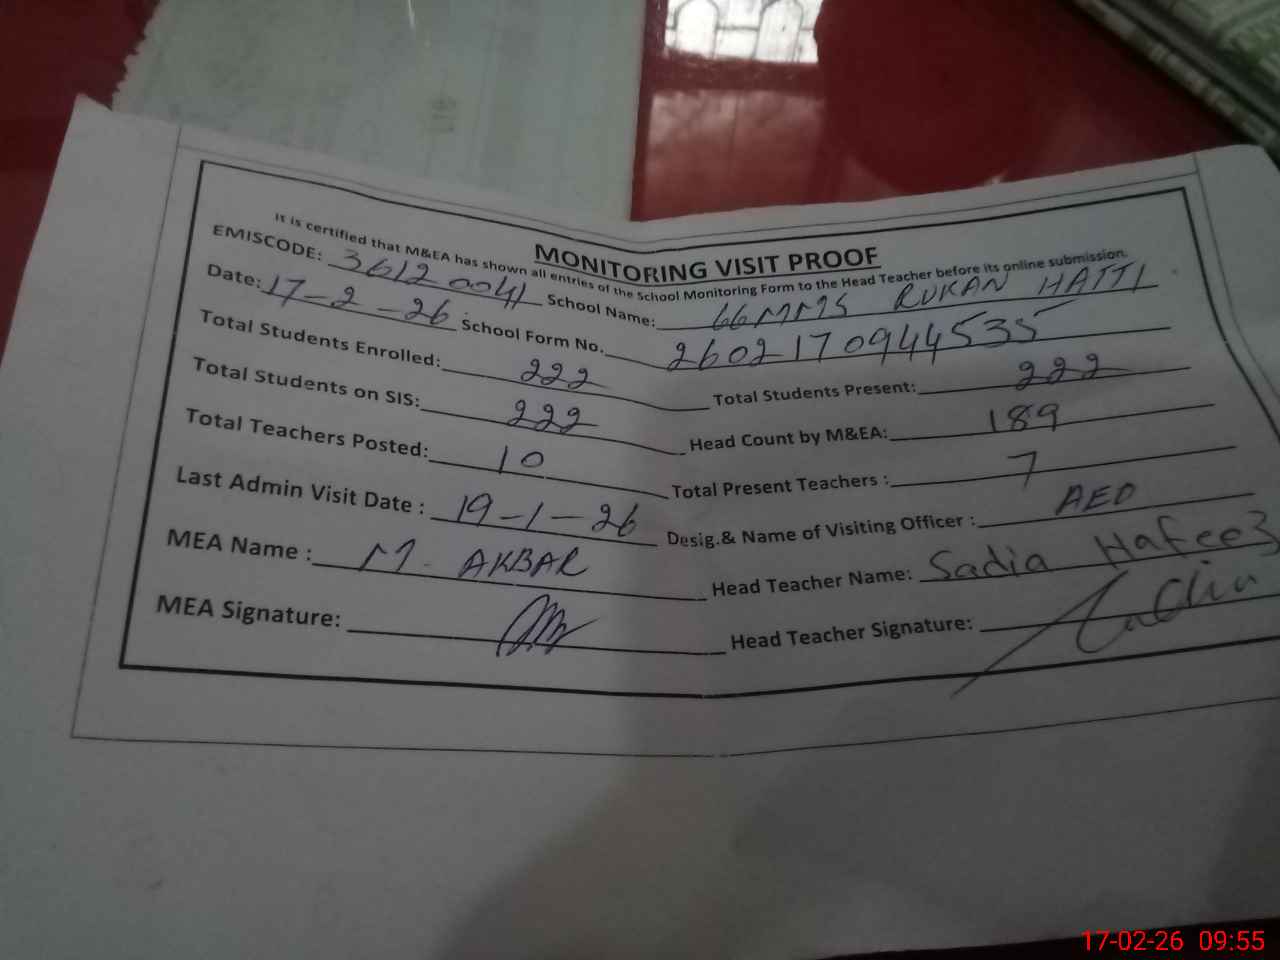 MONITORING VISIT PROOF
It is certified that M&EA has shown all entries of the School Monitoring Form to the Head Teacher before its online submission.
EMISCODE: 36120041 School Name: GGMMS RUKAN HATTI
Date: 17-2-26 School Form No. 260217094535
Total Students Enrolled: 222 Total Students Present: 222
Total Students on SIS: 222 Head Count by M&EA: 189
Total Teachers Posted: 10 Total Present Teachers : 7
Last Admin Visit Date : 19-1-26 Desig.& Name of Visiting Officer : AED
MEA Name : M. AKBAR Head Teacher Name: Sadia Hafeez
MEA Signature: Head Teacher Signature: Sadia
17-02-26 09:55